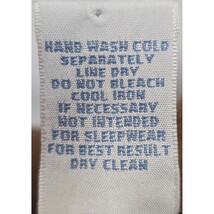 HAND WASH COLD
SEPARATELY
LINE DRY
DO NOT BLEACH
COOL IRON
IF NECESSARY
NOT INTENDED
FOR SLEEPWEAR
FOR BEST RESULT
DRY CLEAN